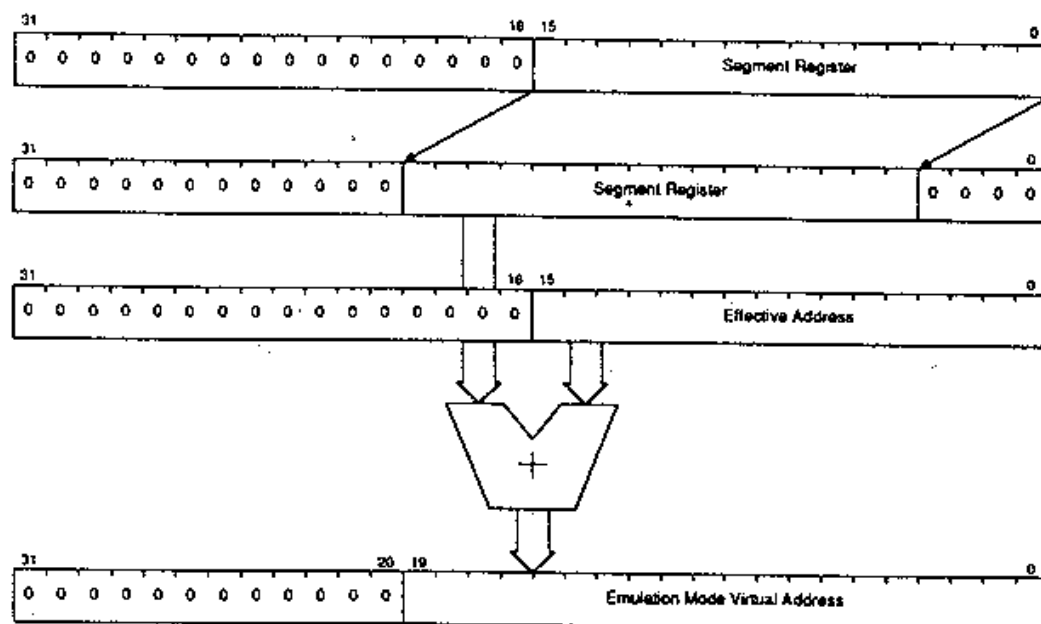 31 16 15 0
0 0 0 0 0 0 0 0 0 0 0 0 0 0 0 0 Segment Register
31 0
0 0 0 0 0 0 0 0 0 0 0 0 Segment Register 0 0 0 0
31 16 15 0
0 0 0 0 0 0 0 0 0 0 0 0 0 0 0 0 Effective Address
+
31 20 19 0
0 0 0 0 0 0 0 0 0 0 0 0 Emulation Mode Virtual Address